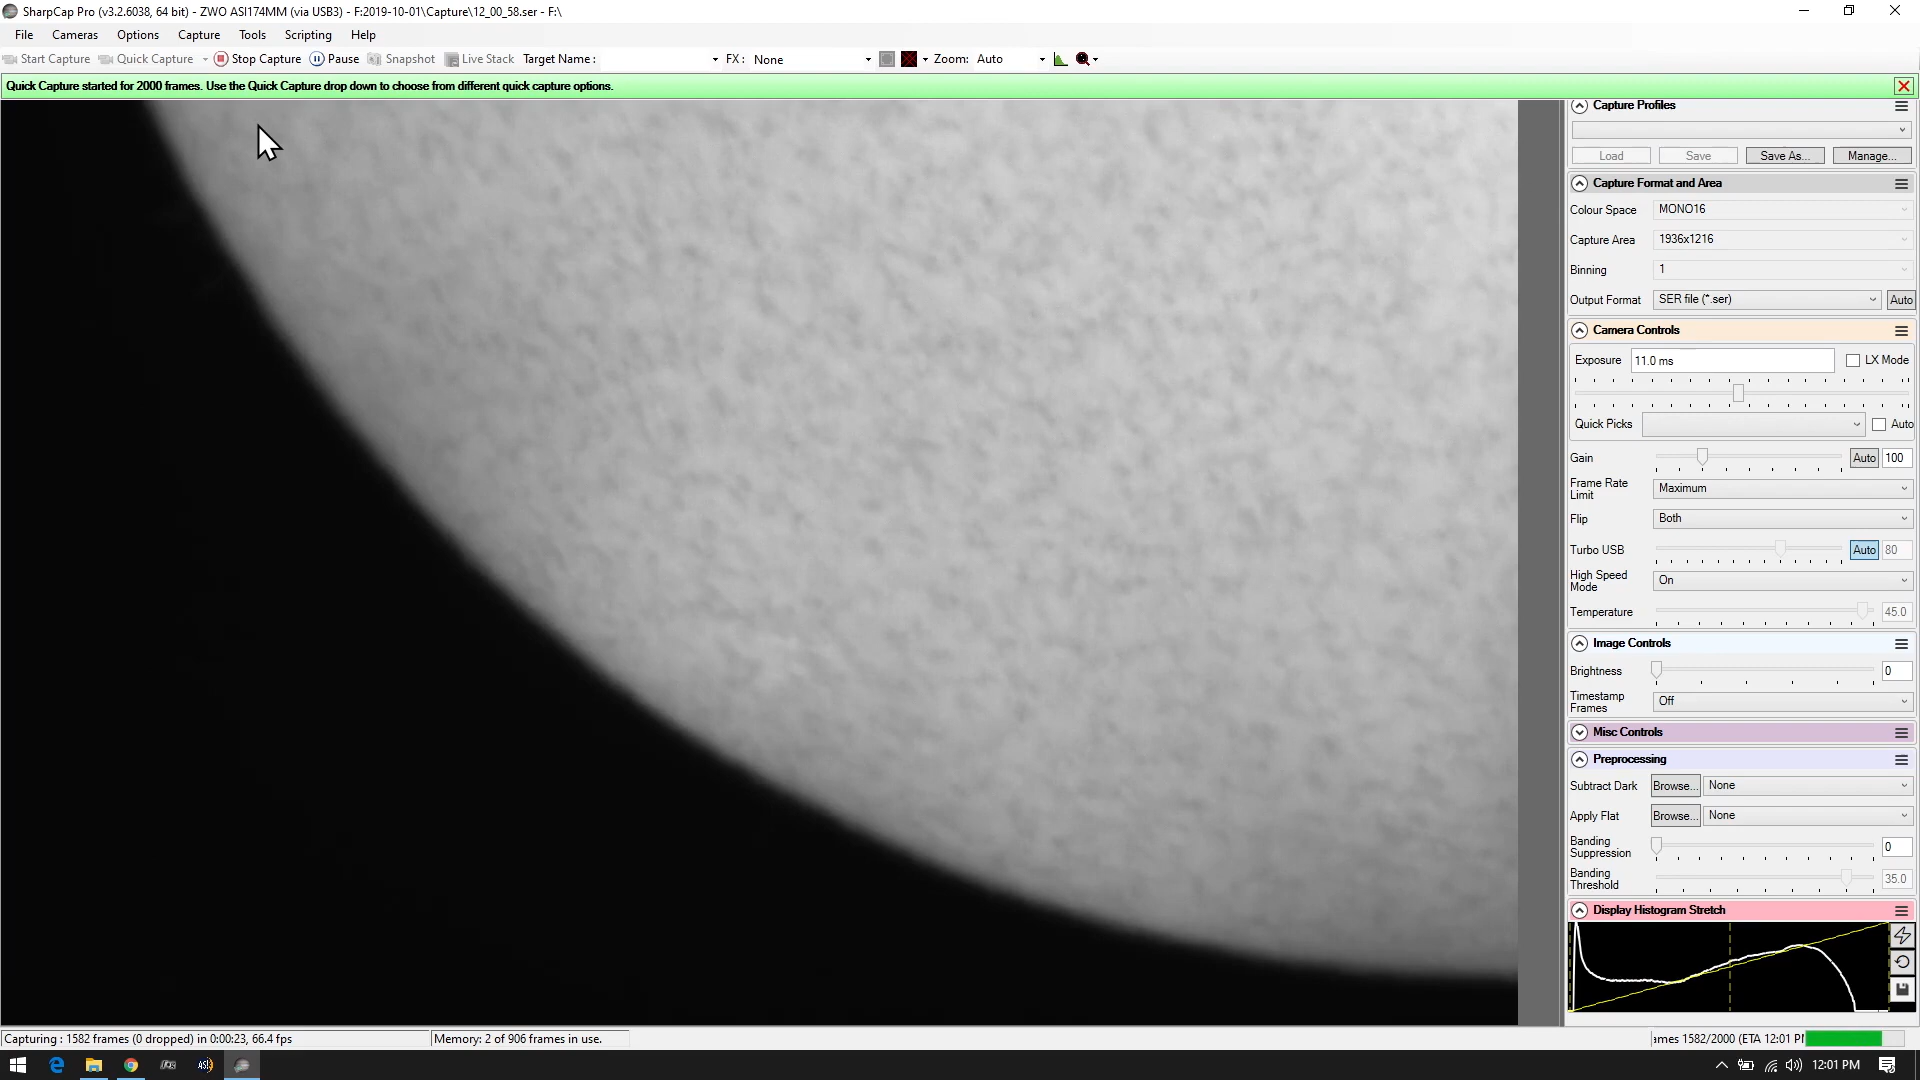 SharpCap Pro (v3.2.6038, 64 bit) - ZWO ASI174MM (via USB3) - F:2019-10-01\Capture\12_00_58.ser - F:\
File Cameras Options Capture Tools Scripting Help
Start Capture Quick Capture Stop Capture Pause Snapshot Live Stack Target Name : FX : None Zoom: Auto
Quick Capture started for 2000 frames. Use the Quick Capture drop down to choose from different quick capture options.
Capture Profiles
Load Save Save As... Manage...
Capture Format and Area
Colour Space MONO16
Capture Area 1936x1216
Binning 1
Output Format SER file (*.ser) Auto
Camera Controls
Exposure 11.0 ms LX Mode
Quick Picks Auto
Gain Auto 100
Frame Rate Limit Maximum
Flip Both
Turbo USB Auto 80
High Speed Mode On
Temperature 45.0
Image Controls
Brightness 0
Timestamp Frames Off
Misc Controls
Preprocessing
Subtract Dark Browse... None
Apply Flat Browse... None
Banding Suppression 0
Banding Threshold 35.0
Display Histogram Stretch
Capturing : 1582 frames (0 dropped) in 0:00:23, 66.4 fps Memory: 2 of 906 frames in use. ames 1582/2000 (ETA 12:01 PM
12:01 PM